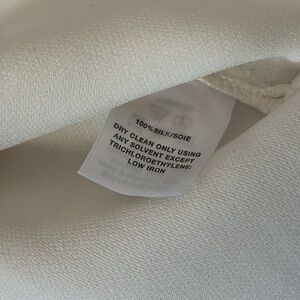 100% SILK/SOIE
DRY CLEAN ONLY USING
ANY SOLVENT EXCEPT
TRICHLOROETHYLENE;
LOW IRON